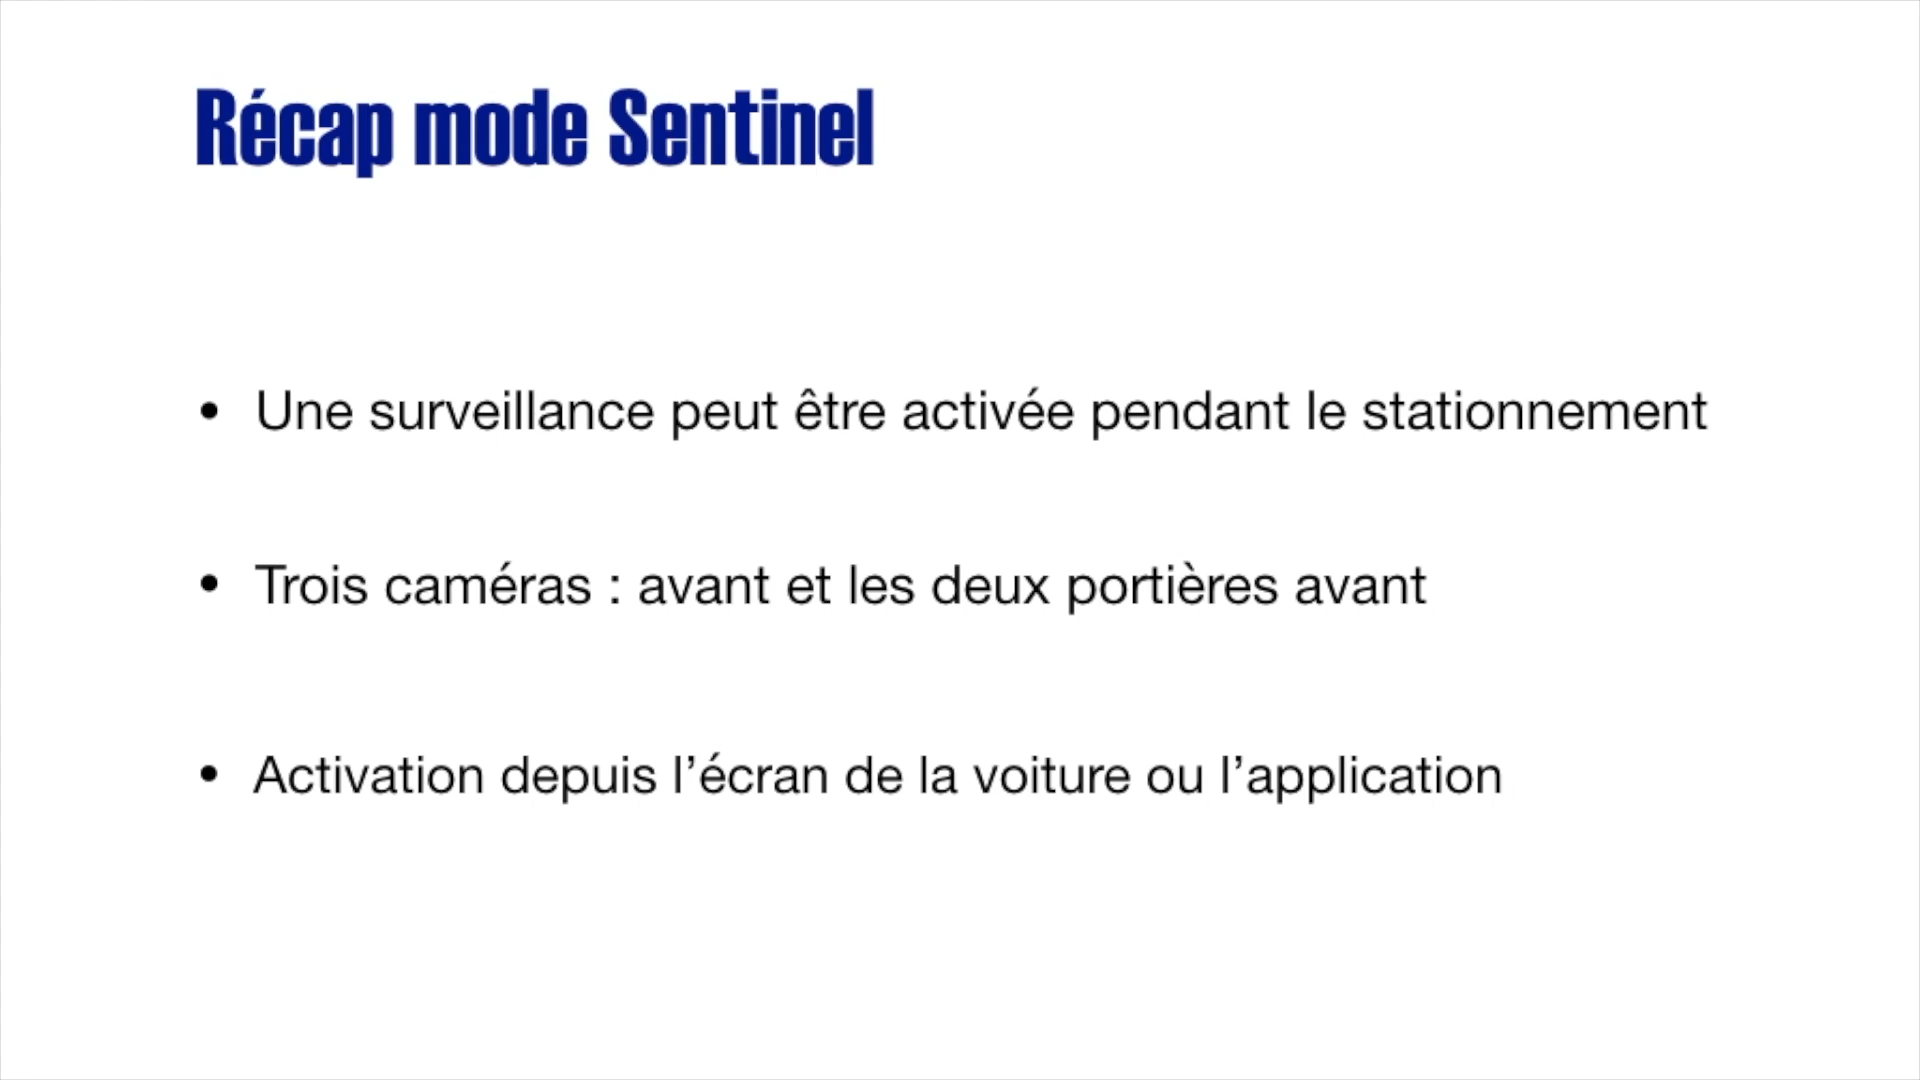 Récap mode Sentinel
• Une surveillance peut être activée pendant le stationnement
• Trois caméras : avant et les deux portières avant
• Activation depuis l’écran de la voiture ou l’application